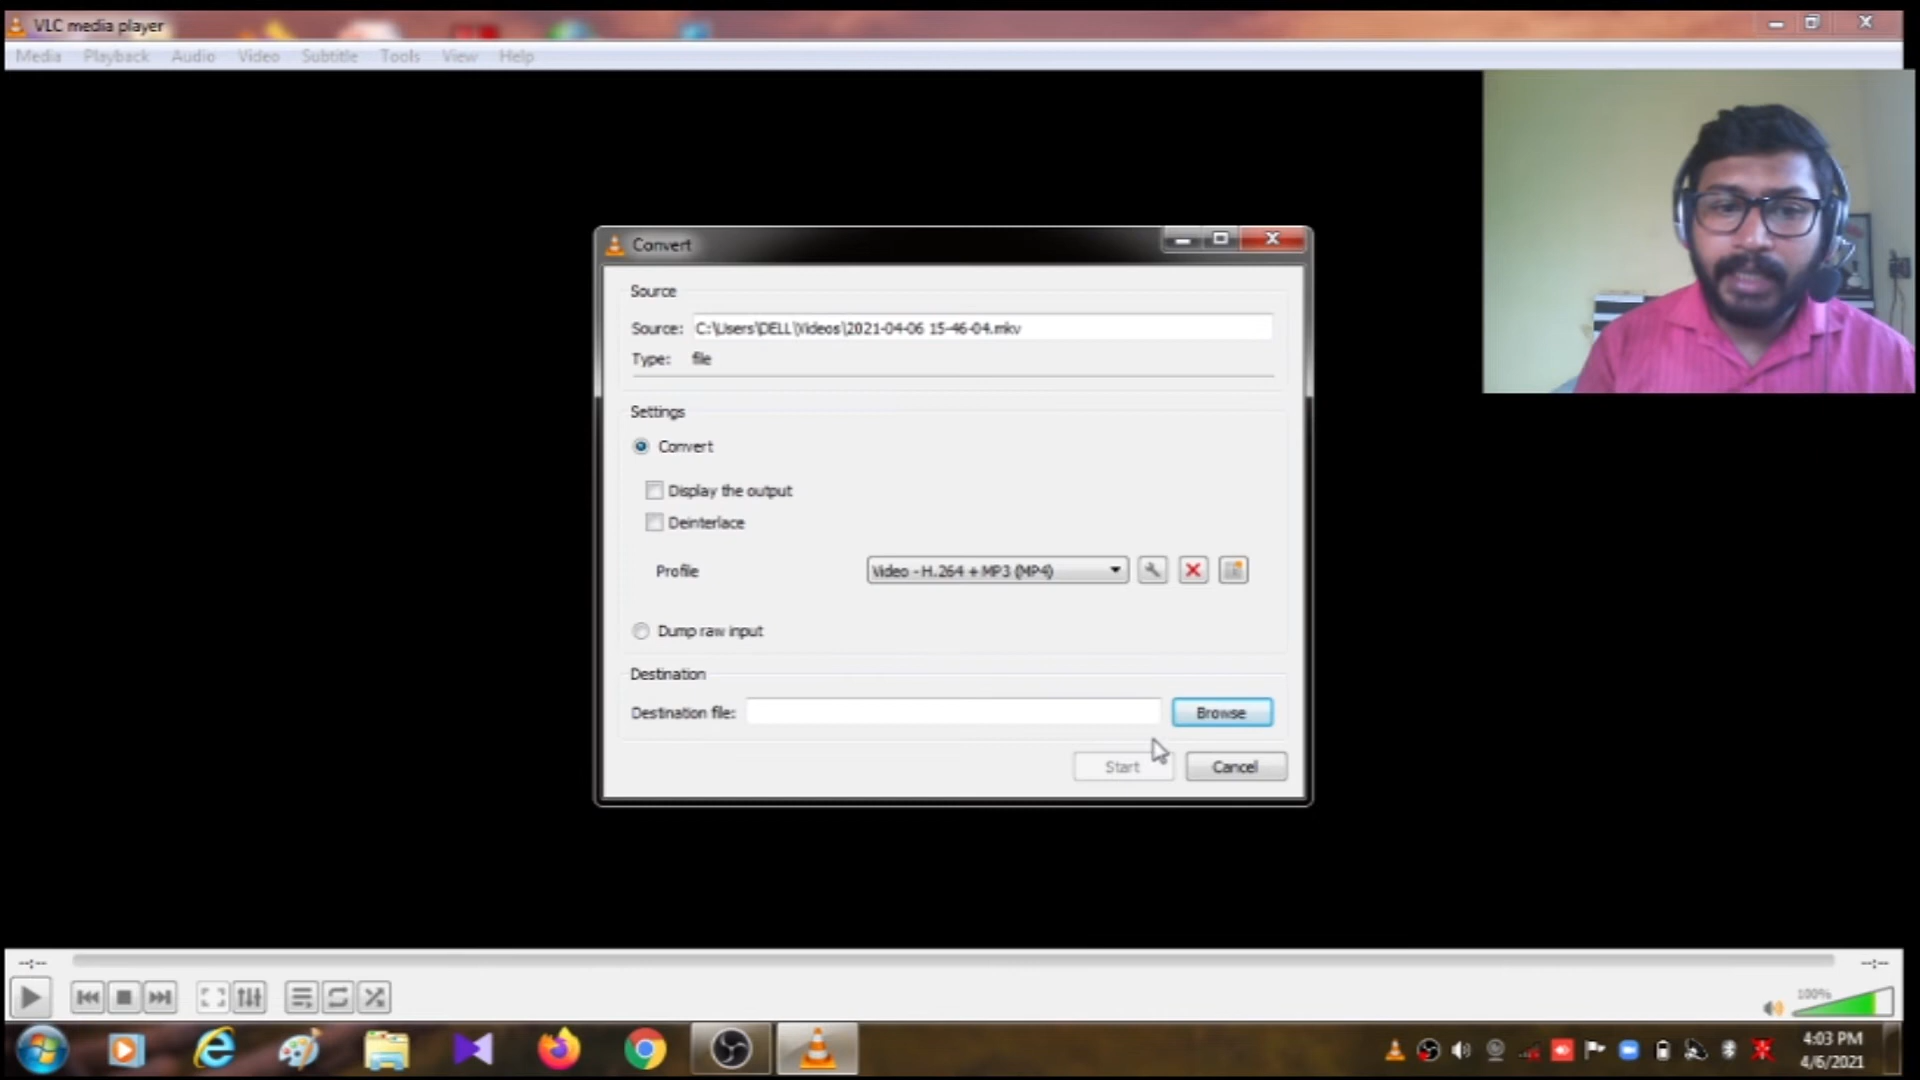 VLC media player
Media Playback Audio Video Subtitle Tools View Help
Convert
Source
Source: C:\Users\DELL\Videos\2021-04-06 15-46-04.mkv
Type: file
Settings
Convert
Display the output
Deinterlace
Profile Video - H.264 + MP3 (MP4)
Dump raw input
Destination
Destination file: Browse
Start Cancel
--:-- --:--
100%
4:03 PM
4/6/2021